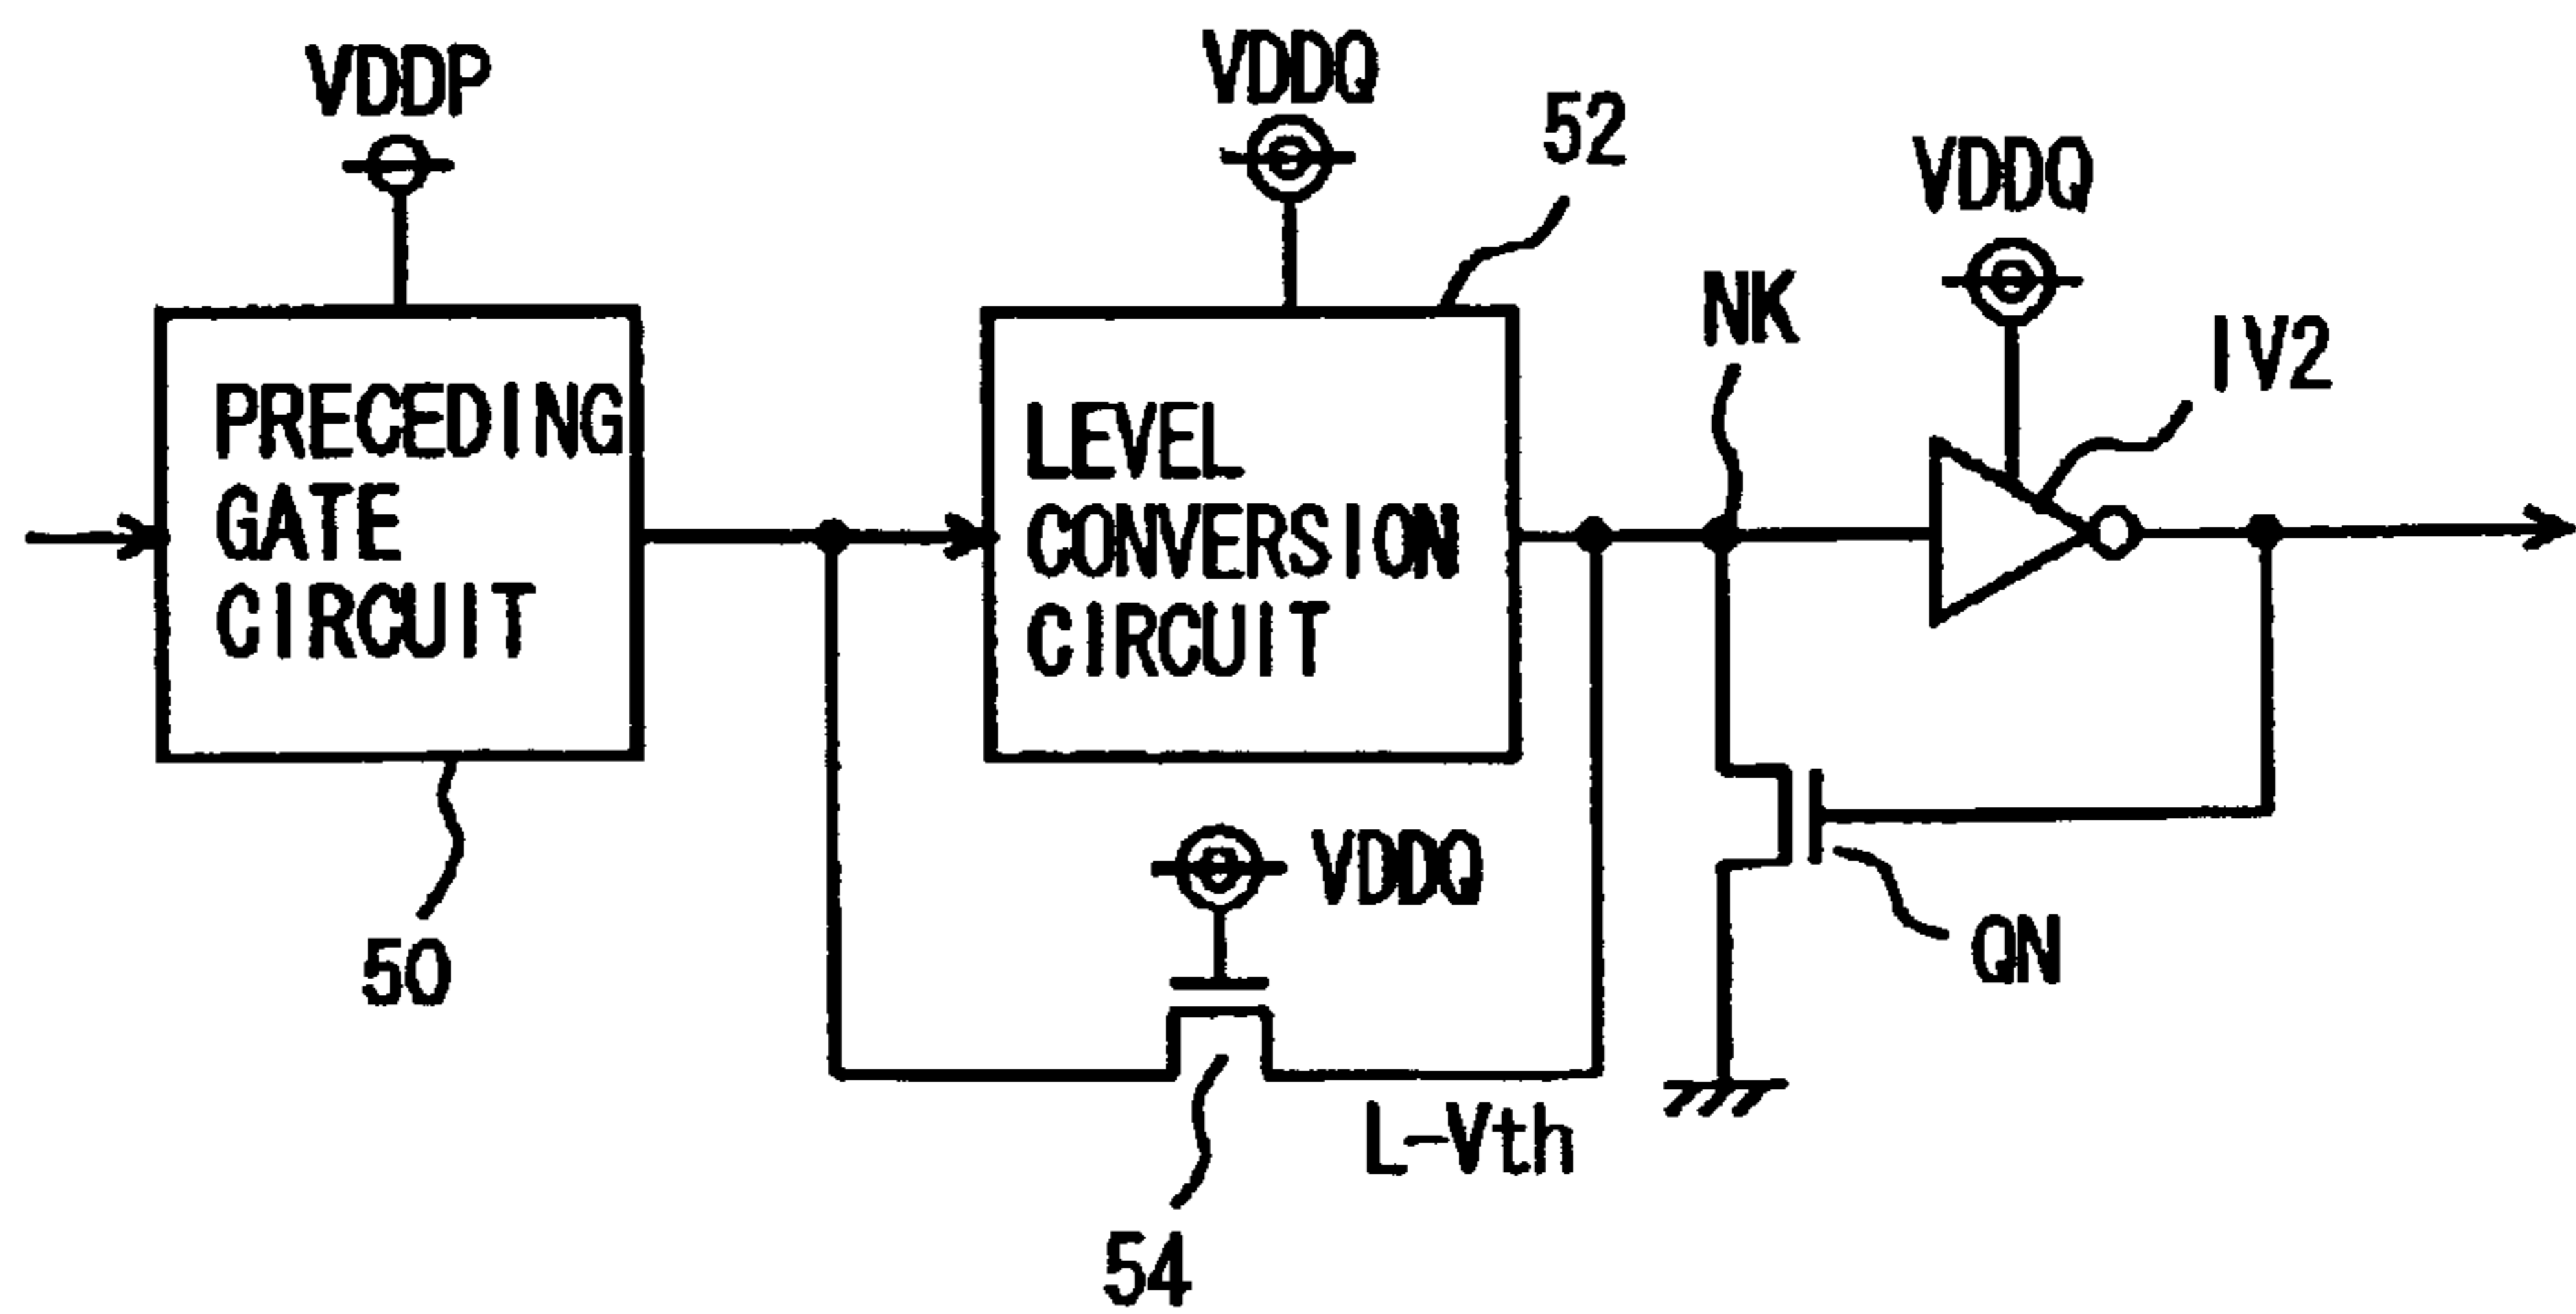 VDDP
VDDQ
52
VDDQ
NK
IV2
PRECEDING
GATE
CIRCUIT
LEVEL
CONVERSION
CIRCUIT
VDDQ
50
QN
L-Vth
54